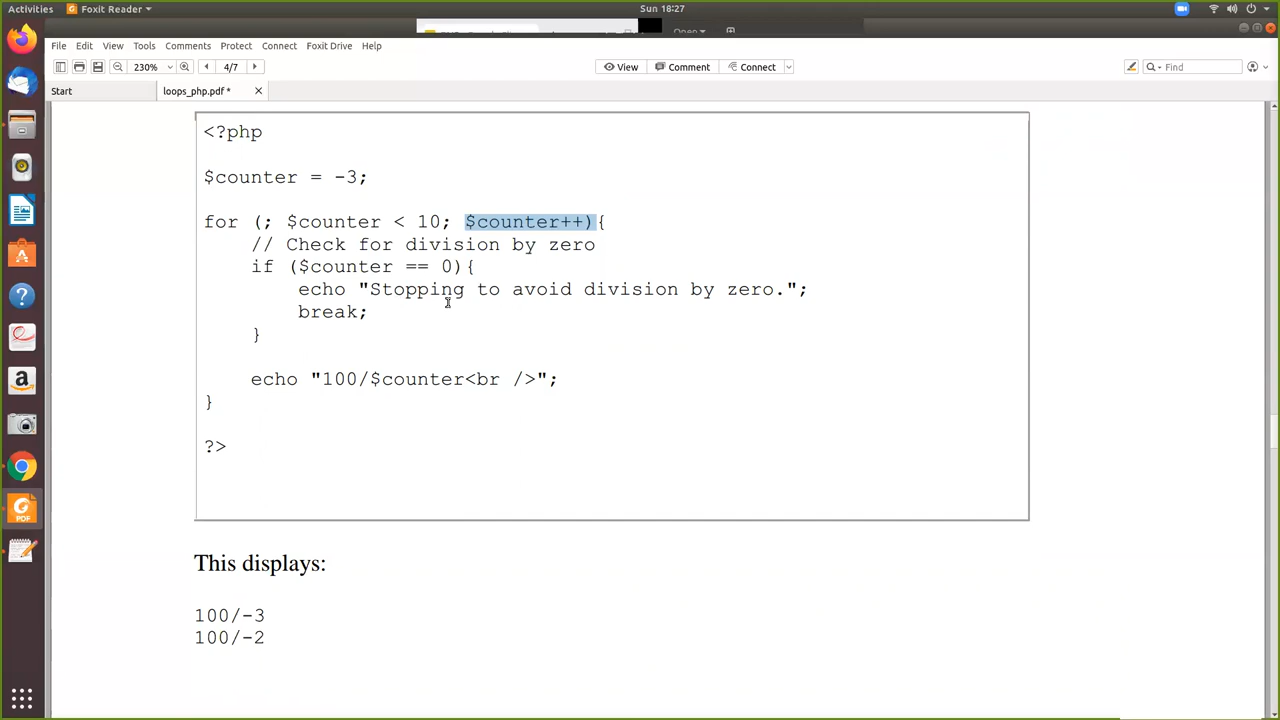 Activities
Foxit Reader
Sun 18:27
File Edit View Tools Comments Protect Connect Foxit Drive Help
230% 4/7 View Comment Connect Find
Start loops_php.pdf *
<?php
$counter = -3;
for (; $counter < 10; $counter++){
// Check for division by zero
if ($counter == 0){
echo "Stopping to avoid division by zero.";
break;
}
echo "100/$counter<br />";
}
?>
This displays:
100/-3
100/-2